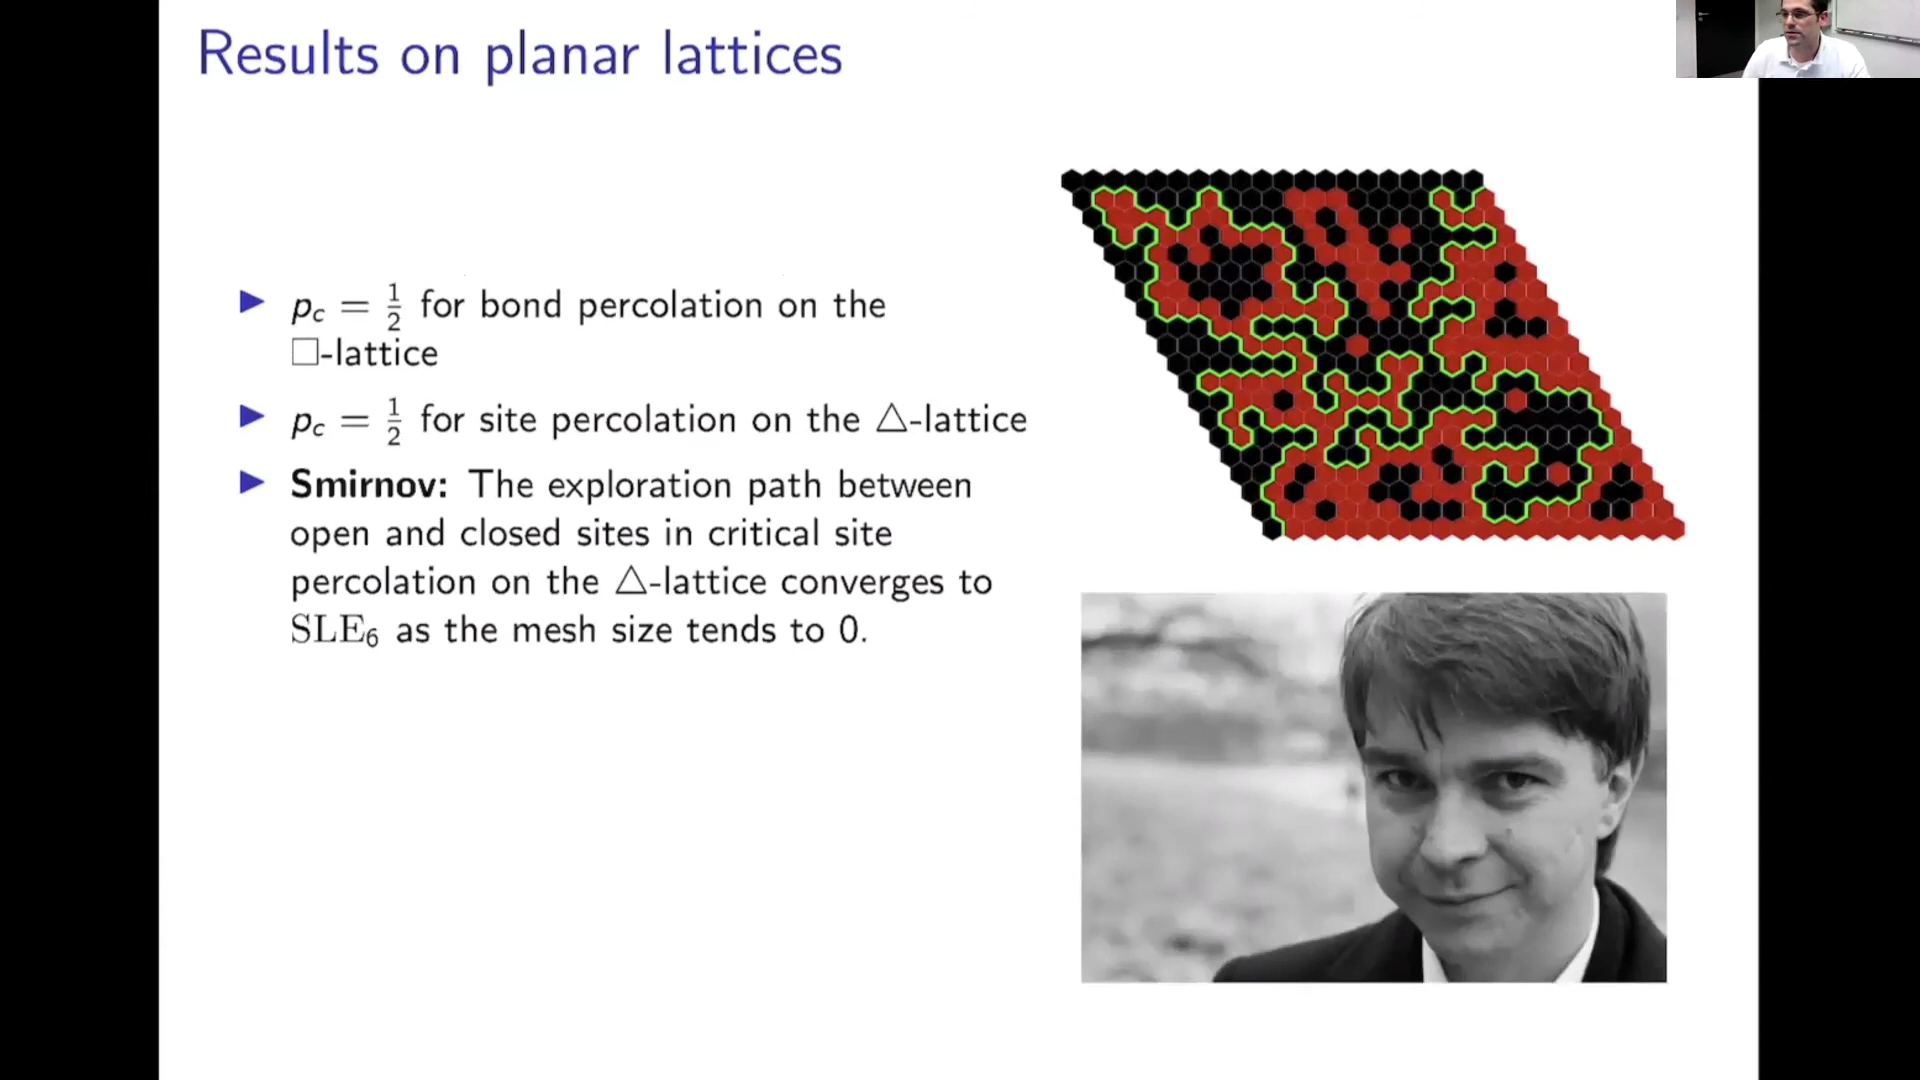 Results on planar lattices
▶ p_c = 1/2 for bond percolation on the
□-lattice
▶ p_c = 1/2 for site percolation on the △-lattice
▶ Smirnov: The exploration path between
open and closed sites in critical site
percolation on the △-lattice converges to
SLE₆ as the mesh size tends to 0.